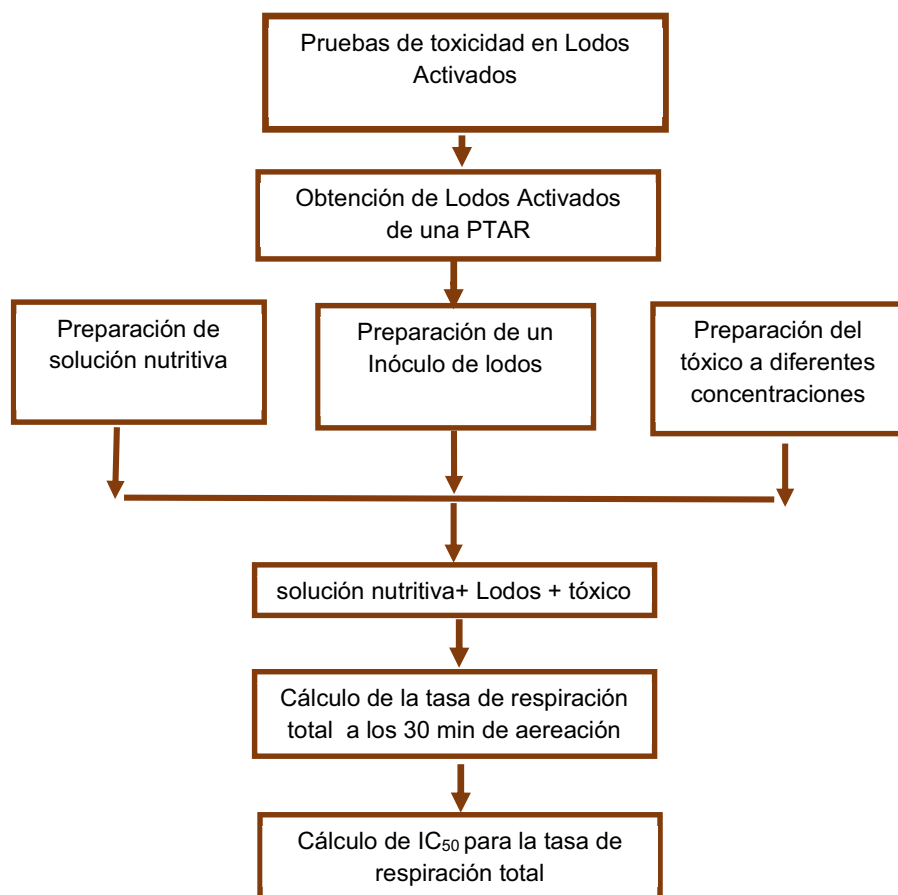 Pruebas de toxicidad en Lodos
Activados
Obtención de Lodos Activados
de una PTAR
Preparación de
solución nutritiva
Preparación de un
Inóculo de lodos
Preparación del
tóxico a diferentes
concentraciones
solución nutritiva+ Lodos + tóxico
Cálculo de la tasa de respiración
total a los 30 min de aereación
Cálculo de IC₅₀ para la tasa de
respiración total